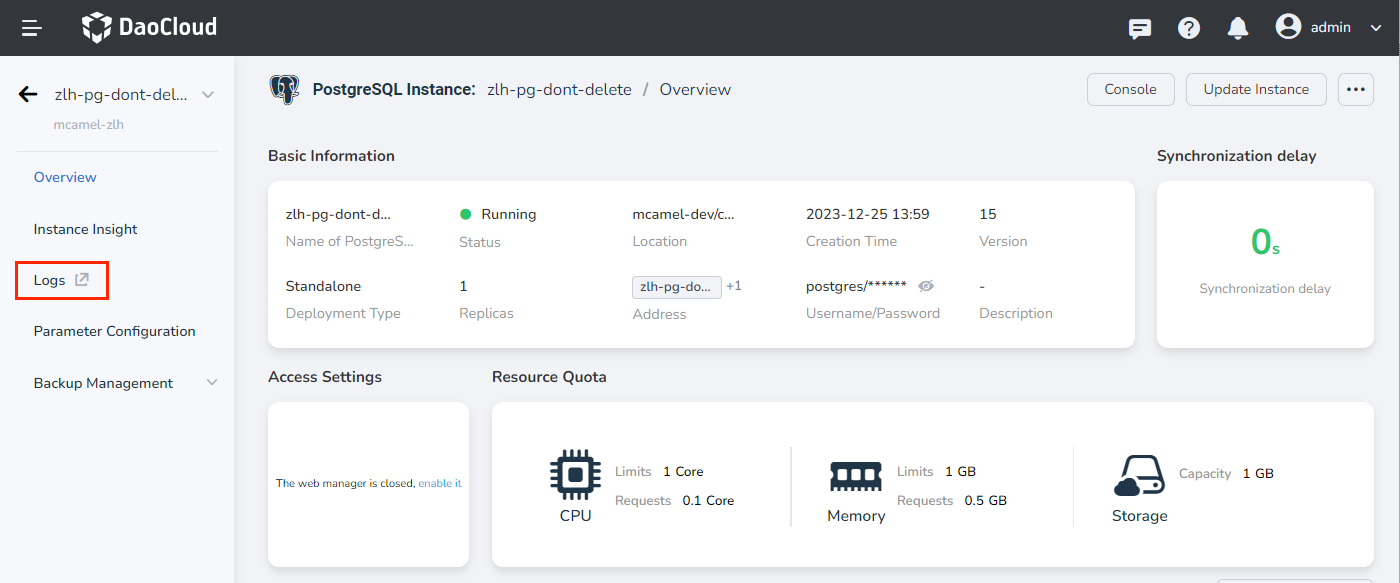 DaoCloud
admin
zlh-pg-dont-del...
mcamel-zlh
Overview
Instance Insight
Logs
Parameter Configuration
Backup Management
PostgreSQL Instance: zlh-pg-dont-delete / Overview
Console
Update Instance
Basic Information
zlh-pg-dont-d...
Name of PostgreS...
Running
Status
mcamel-dev/c...
Location
2023-12-25 13:59
Creation Time
15
Version
Standalone
Deployment Type
1
Replicas
zlh-pg-do... +1
Address
postgres/******
Username/Password
-
Description
Synchronization delay
0s
Synchronization delay
Access Settings
The web manager is closed, enable it
Resource Quota
CPU
Limits 1 Core
Requests 0.1 Core
Memory
Limits 1 GB
Requests 0.5 GB
Storage
Capacity 1 GB